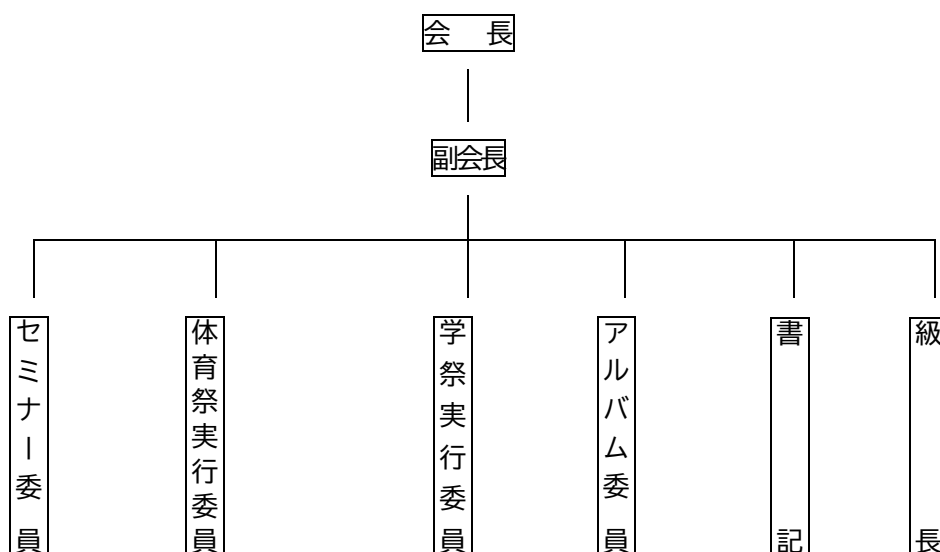 会　長
副会長
セミナー委員
体育祭実行委員
学祭実行委員
アルバム委員
書記
級長